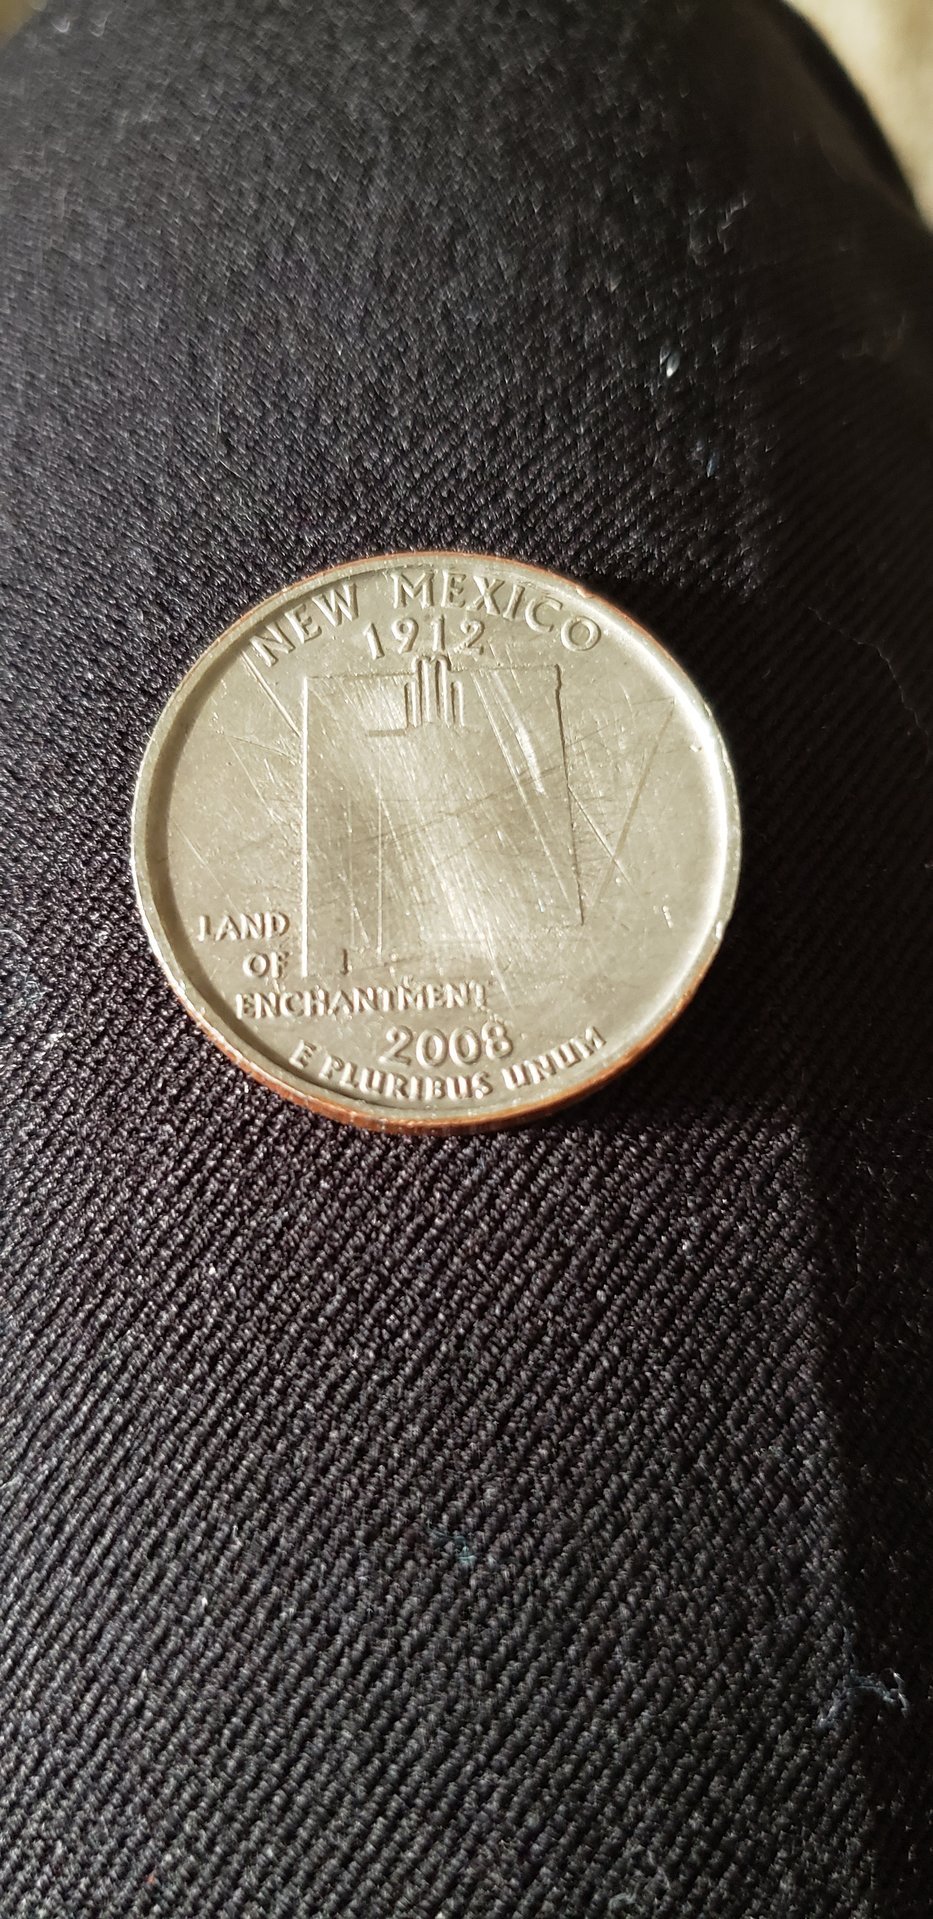 NEW MEXICO
1912
LAND
OF
ENCHANTMENT
2008
E PLURIBUS UNUM